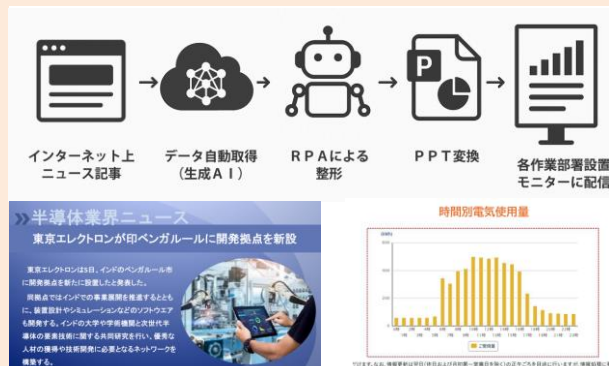 インターネット上
ニュース記事
データ自動取得
(生成AI)
RPAによる
整形
P
PPT変換
各作業部署設置
モニターに配信
半導体業界ニュース
東京エレクトロンが印ベンガルールに開発拠点を新設
東京エレクトロンは5日、インドのベンガルール市
に開発拠点を新たに設置したと発表した。
同拠点ではインドでの事業展開を推進するととも
に、装置設計やシミュレーションなどのソフトウエア
も開発する。インドの大学や学術機関と次世代半
導体の要素技術に関する共同研究を行い、優秀な
人材の獲得や技術開発に必要となるネットワークを
構築する。
時間別電気使用量
ご使用量